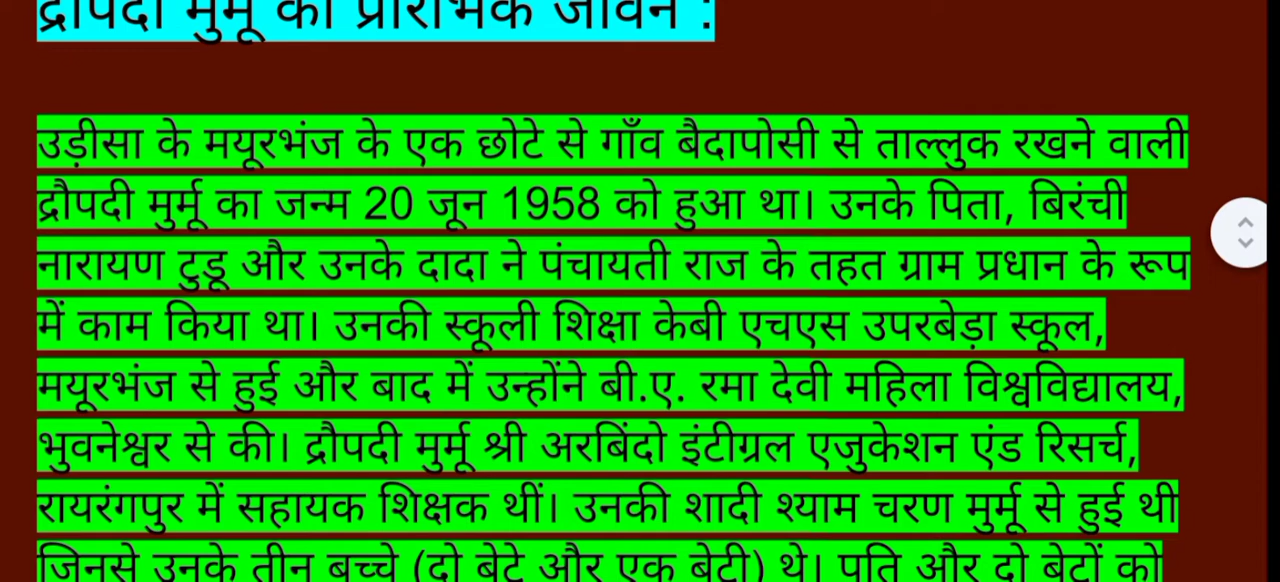 द्रौपदी मुर्मू का प्रारंभिक जीवन :
उड़ीसा के मयूरभंज के एक छोटे से गाँव बैदापोसी से ताल्लुक रखने वाली
द्रौपदी मुर्मू का जन्म 20 जून 1958 को हुआ था। उनके पिता, बिरंची
नारायण टुडू और उनके दादा ने पंचायती राज के तहत ग्राम प्रधान के रूप
में काम किया था। उनकी स्कूली शिक्षा केबी एचएस उपरबेड़ा स्कूल,
मयूरभंज से हुई और बाद में उन्होंने बी.ए. रमा देवी महिला विश्वविद्यालय,
भुवनेश्वर से की। द्रौपदी मुर्मू श्री अरबिंदो इंटीग्रल एजुकेशन एंड रिसर्च,
रायरंगपुर में सहायक शिक्षक थीं। उनकी शादी श्याम चरण मुर्मू से हुई थी
जिनसे उनके तीन बच्चे (दो बेटे और एक बेटी) थे। पति और दो बेटों को